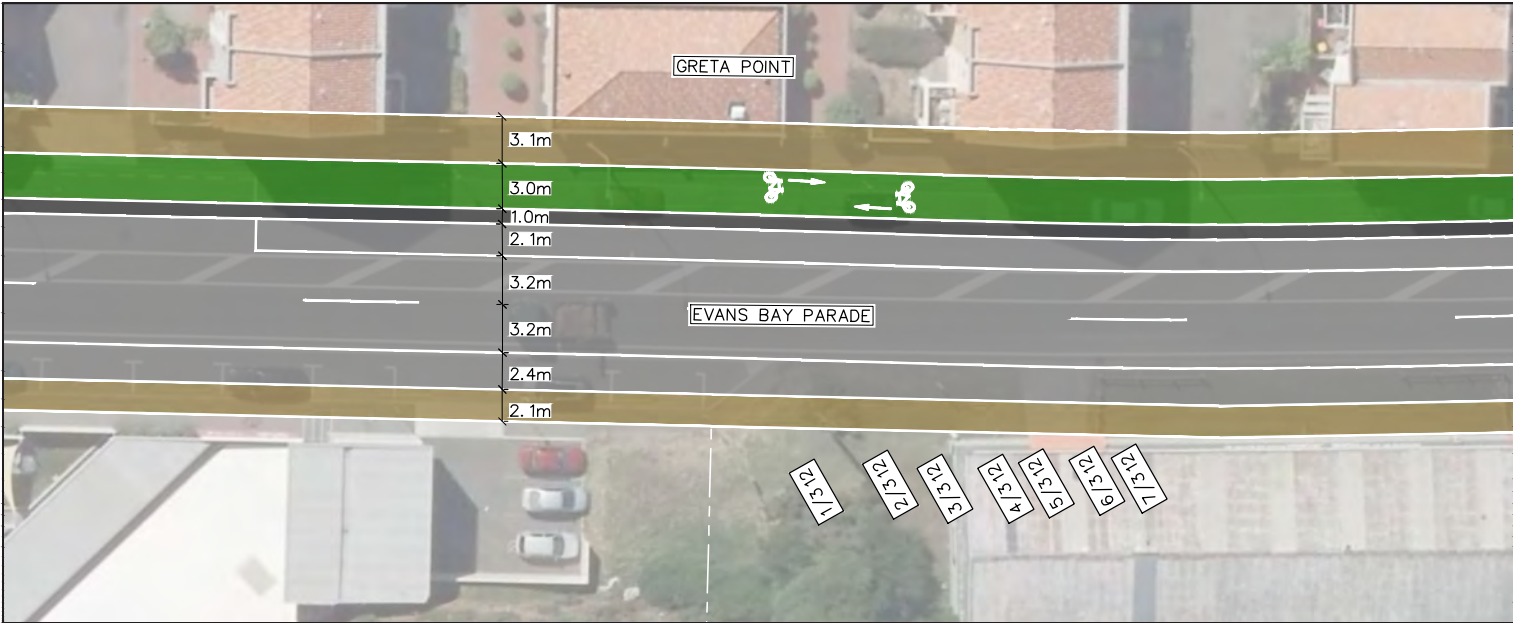 GRETA POINT
3.1m
3.0m
1.0m
2.1m
3.2m
EVANS BAY PARADE
3.2m
2.4m
2.1m
1/312
2/312
3/312
4/312
5/312
6/312
7/312